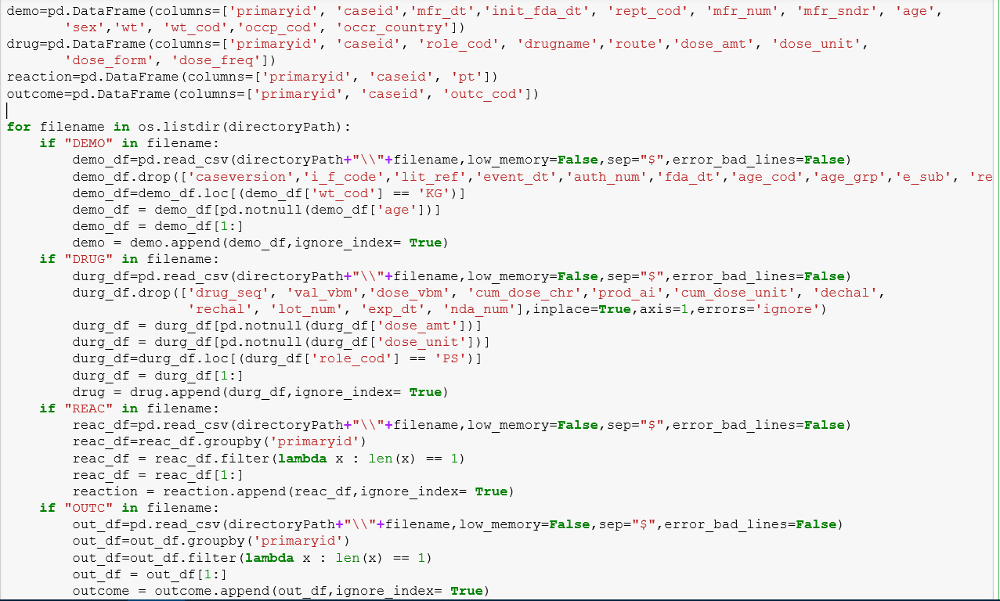 demo=pd.DataFrame(columns=['primaryid', 'caseid','mfr_dt','init_fda_dt', 'rept_cod', 'mfr_num', 'mfr_sndr', 'age',
       'sex','wt', 'wt_cod','occp_cod', 'occr_country'])
drug=pd.DataFrame(columns=['primaryid', 'caseid', 'role_cod', 'drugname','route','dose_amt', 'dose_unit',
       'dose_form', 'dose_freq'])
reaction=pd.DataFrame(columns=['primaryid', 'caseid', 'pt'])
outcome=pd.DataFrame(columns=['primaryid', 'caseid', 'outc_cod'])

for filename in os.listdir(directoryPath):
    if "DEMO" in filename:
        demo_df=pd.read_csv(directoryPath+"\\"+filename,low_memory=False,sep="$",error_bad_lines=False)
        demo_df.drop(['caseversion','i_f_code','lit_ref','event_dt','auth_num','fda_dt','age_cod','age_grp','e_sub', 're
        demo_df=demo_df.loc[(demo_df['wt_cod'] == 'KG')]
        demo_df = demo_df[pd.notnull(demo_df['age'])]
        demo_df = demo_df[1:]
        demo = demo.append(demo_df,ignore_index= True)
    if "DRUG" in filename:
        durg_df=pd.read_csv(directoryPath+"\\"+filename,low_memory=False,sep="$",error_bad_lines=False)
        durg_df.drop(['drug_seq', 'val_vbm','dose_vbm', 'cum_dose_chr','prod_ai','cum_dose_unit', 'dechal',
                      'rechal', 'lot_num', 'exp_dt', 'nda_num'],inplace=True,axis=1,errors='ignore')
        durg_df = durg_df[pd.notnull(durg_df['dose_amt'])]
        durg_df = durg_df[pd.notnull(durg_df['dose_unit'])]
        durg_df=durg_df.loc[(durg_df['role_cod'] == 'PS')]
        durg_df = durg_df[1:]
        drug = drug.append(durg_df,ignore_index= True)
    if "REAC" in filename:
        reac_df=pd.read_csv(directoryPath+"\\"+filename,low_memory=False,sep="$",error_bad_lines=False)
        reac_df=reac_df.groupby('primaryid')
        reac_df = reac_df.filter(lambda x : len(x) == 1)
        reac_df = reac_df[1:]
        reaction = reaction.append(reac_df,ignore_index= True)
    if "OUTC" in filename:
        out_df=pd.read_csv(directoryPath+"\\"+filename,low_memory=False,sep="$",error_bad_lines=False)
        out_df=out_df.groupby('primaryid')
        out_df=out_df.filter(lambda x : len(x) == 1)
        out_df = out_df[1:]
        outcome = outcome.append(out_df,ignore_index= True)